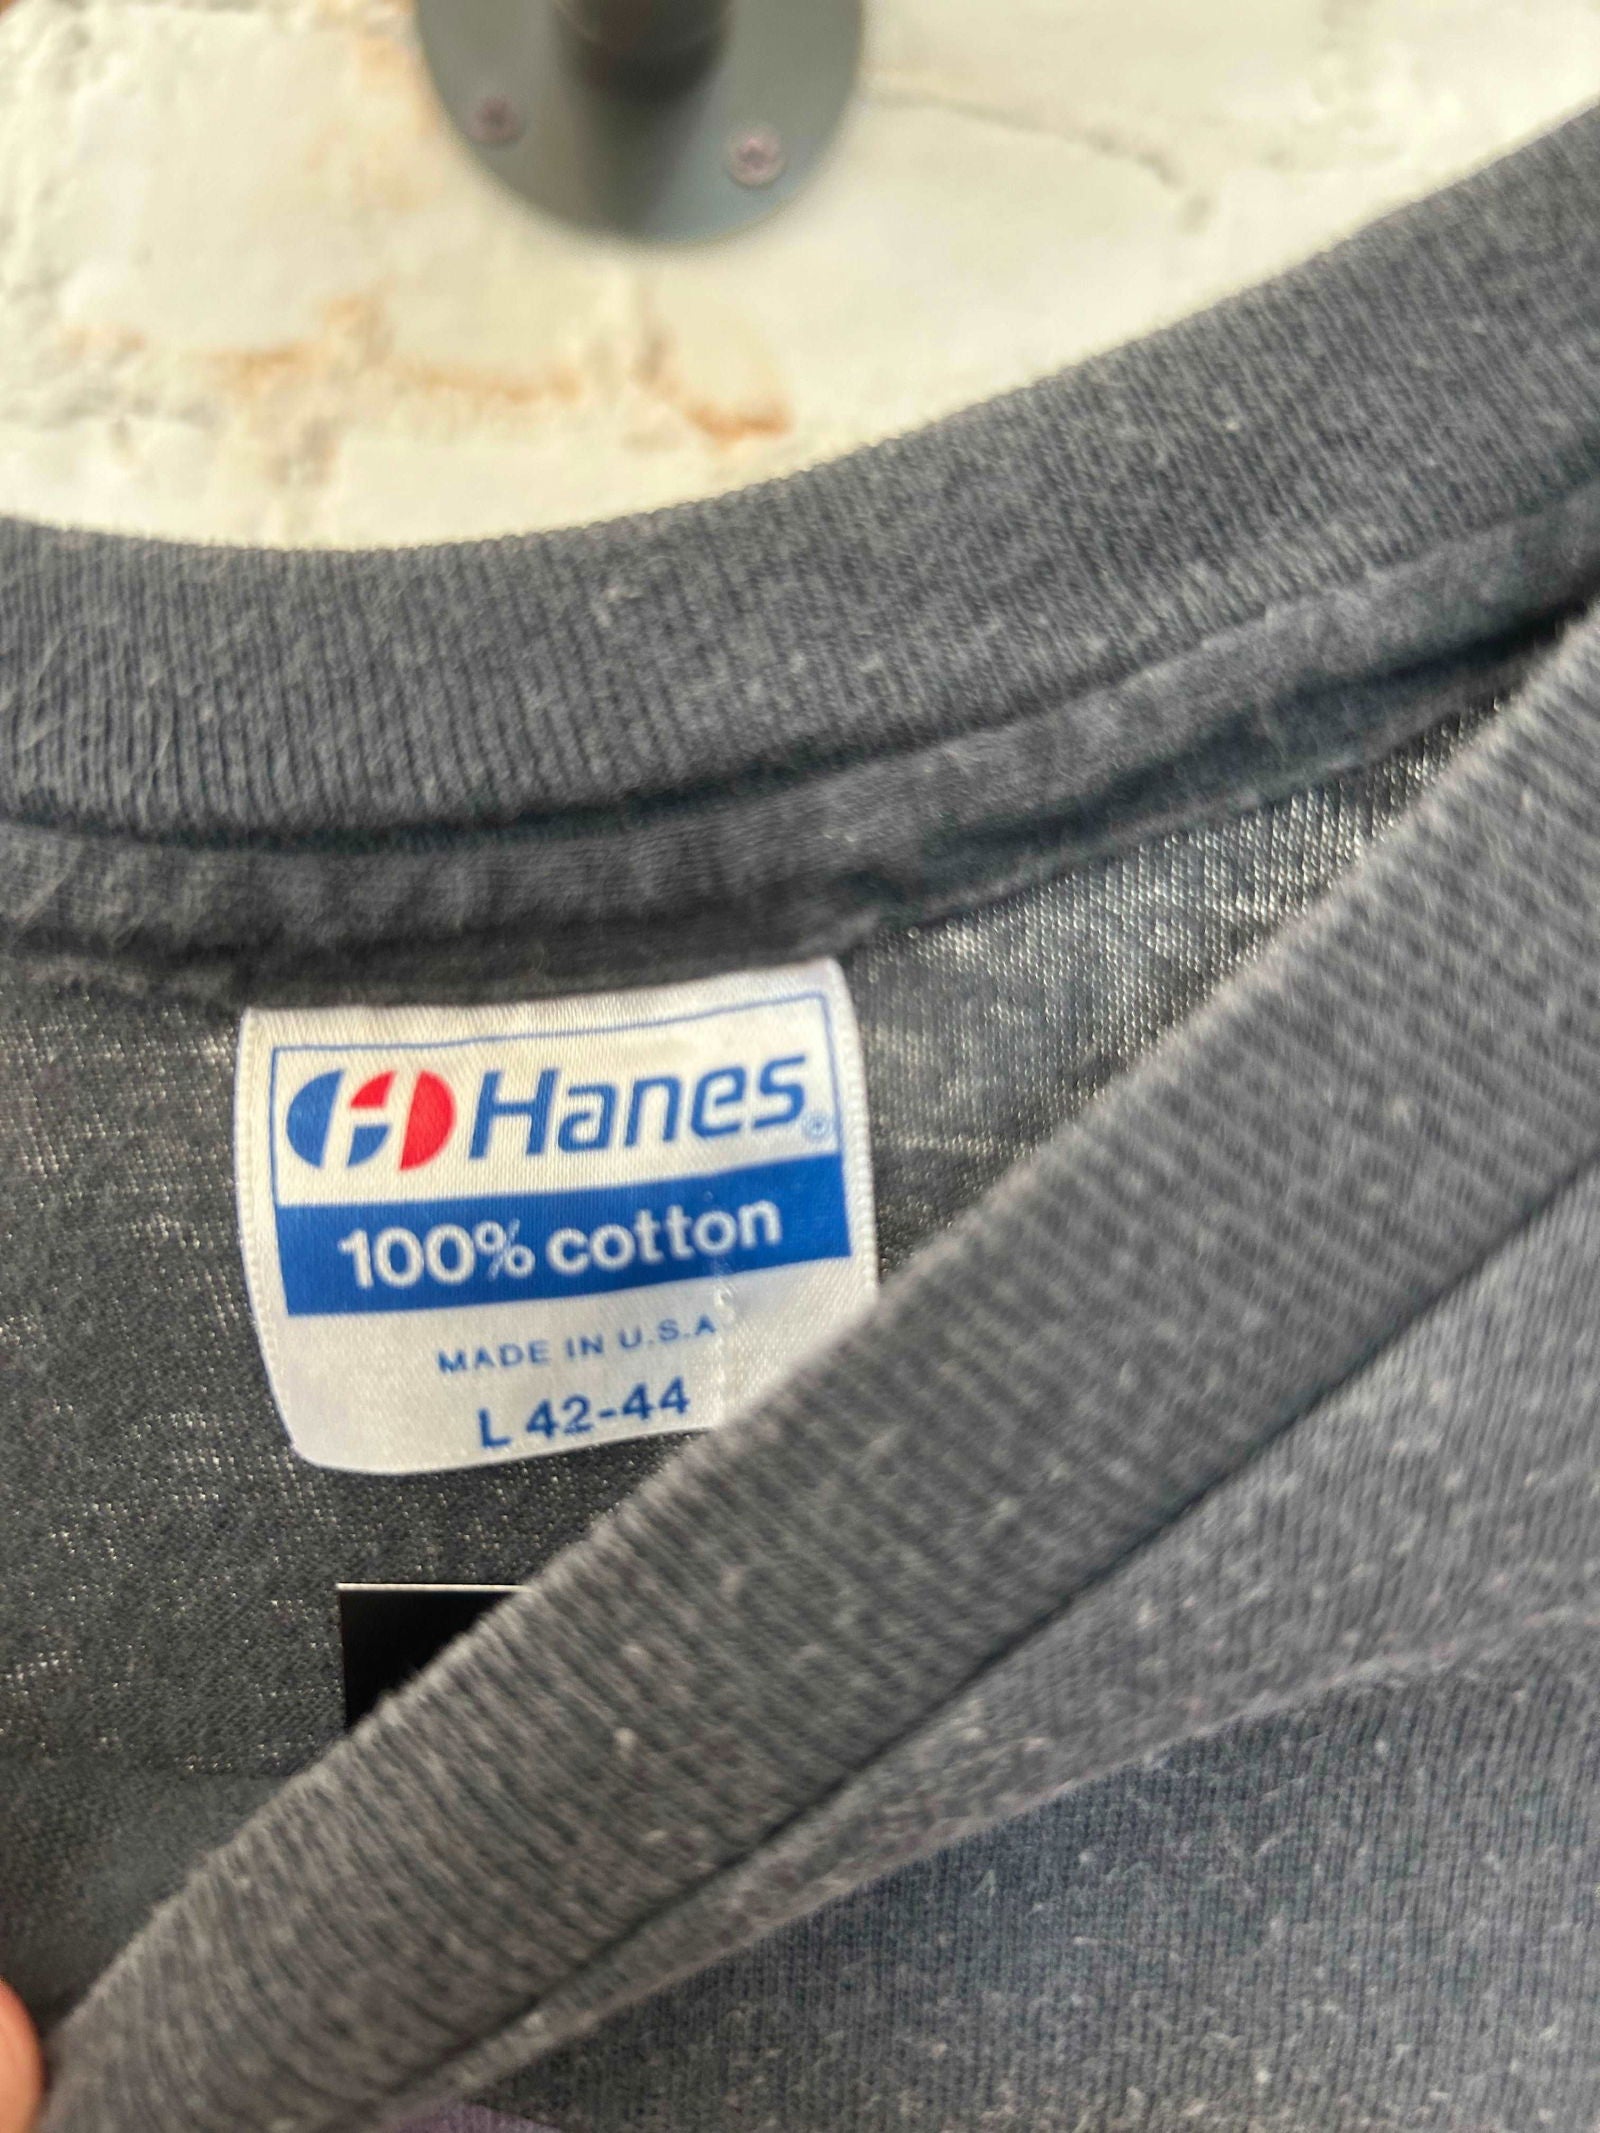 Hanes®
100% cotton
MADE IN U.S.A
L 42-44